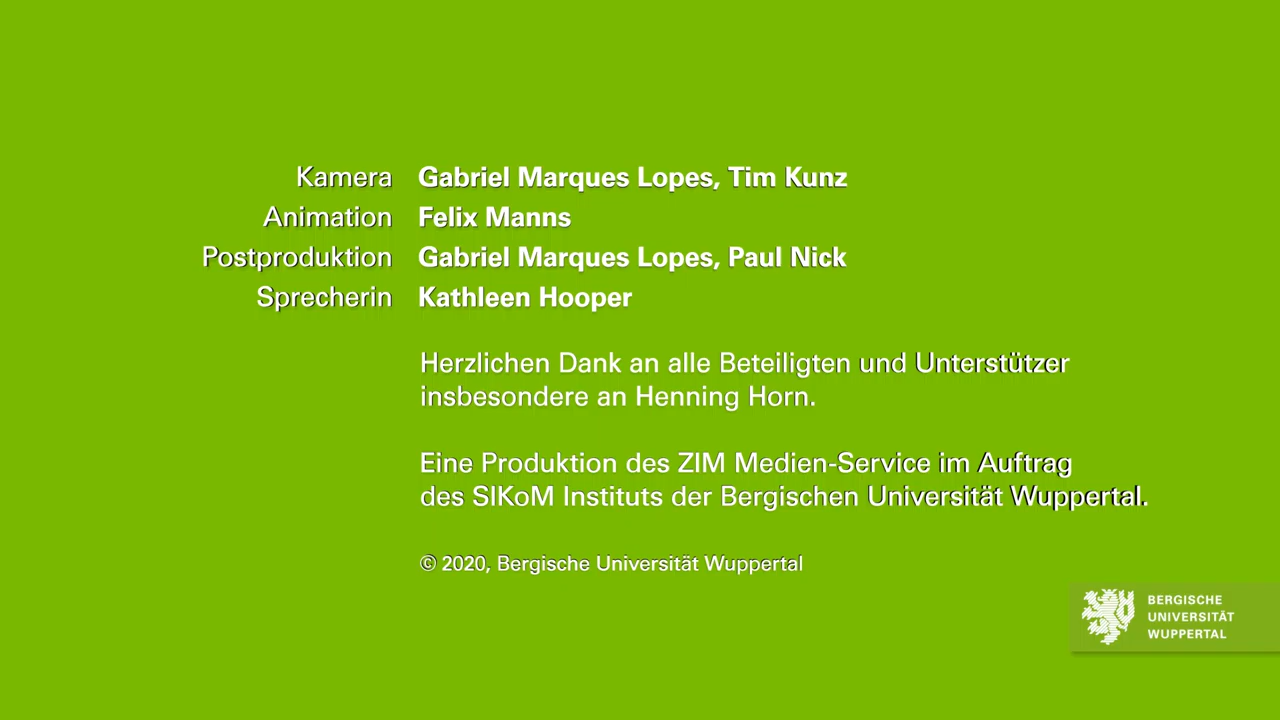 Kamera Gabriel Marques Lopes, Tim Kunz
Animation Felix Manns
Postproduktion Gabriel Marques Lopes, Paul Nick
Sprecherin Kathleen Hooper
Herzlichen Dank an alle Beteiligten und Unterstützer
insbesondere an Henning Horn.
Eine Produktion des ZIM Medien-Service im Auftrag
des SIKoM Instituts der Bergischen Universität Wuppertal.
© 2020, Bergische Universität Wuppertal
BERGISCHE
UNIVERSITÄT
WUPPERTAL